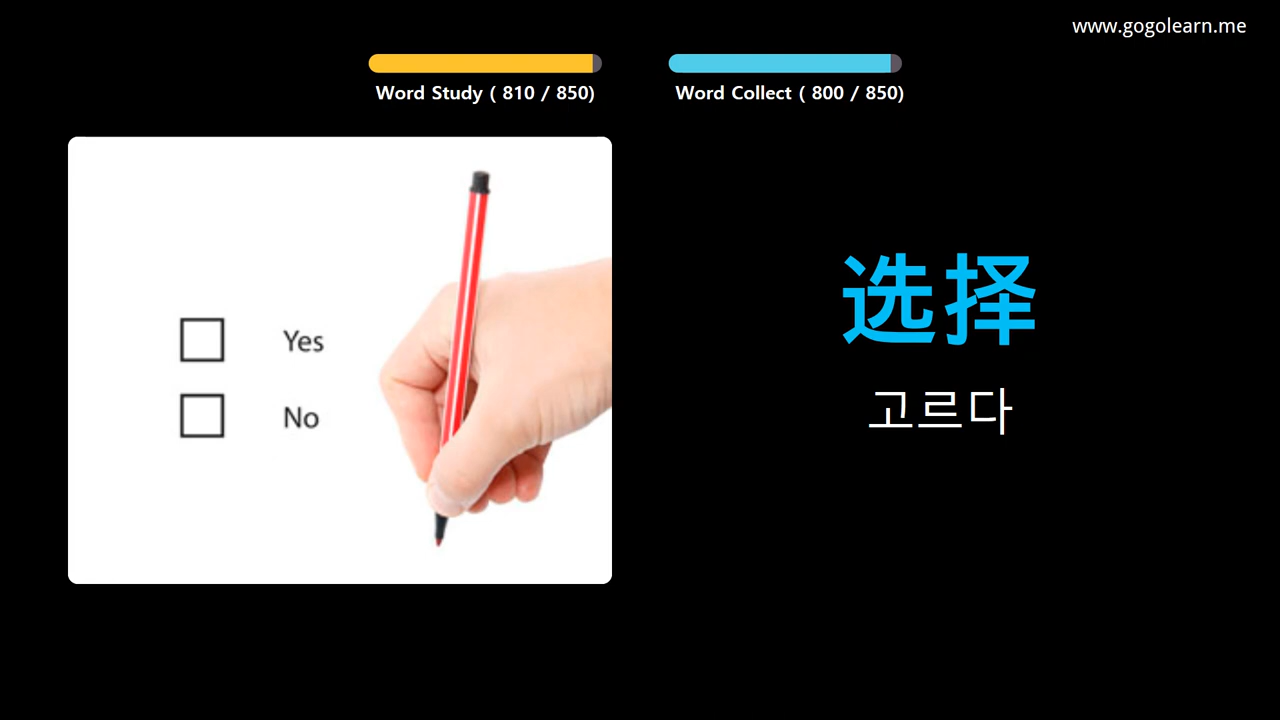 www.gogolearn.me
Word Study ( 810 / 850)
Word Collect ( 800 / 850)
Yes
No
选择
고르다